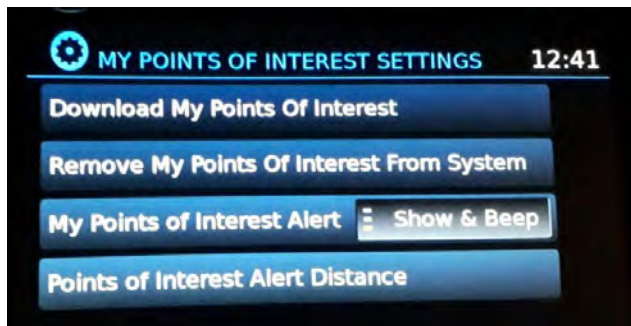 MY POINTS OF INTEREST SETTINGS 12:41
Download My Points Of Interest
Remove My Points Of Interest From System
My Points of Interest Alert Show & Beep
Points of Interest Alert Distance